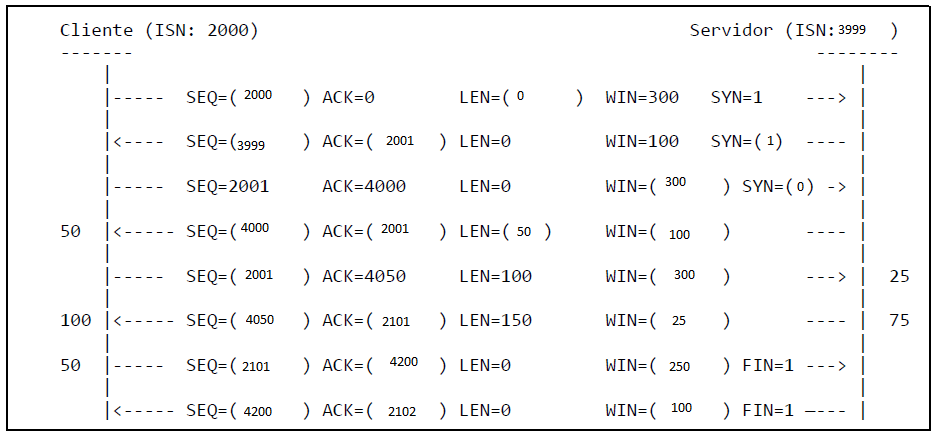 Cliente (ISN: 2000) Servidor (ISN:3999 )
------- --------
|----- SEQ=( 2000 ) ACK=0 LEN=( 0 ) WIN=300 SYN=1 --->|
|<---- SEQ=(3999 ) ACK=( 2001 ) LEN=0 WIN=100 SYN=(1) ----|
|----- SEQ=2001 ACK=4000 LEN=0 WIN=( 300 ) SYN=(0) ->|
50 |<----- SEQ=(4000 ) ACK=( 2001 ) LEN=( 50 ) WIN=( 100 ) ----|
|----- SEQ=( 2001 ) ACK=4050 LEN=100 WIN=( 300 ) --->| 25
100 |<----- SEQ=( 4050 ) ACK=( 2101 ) LEN=150 WIN=( 25 ) ----| 75
50 |----- SEQ=( 2101 ) ACK=( 4200 ) LEN=0 WIN=( 250 ) FIN=1 --->|
|<----- SEQ=( 4200 ) ACK=( 2102 ) LEN=0 WIN=( 100 ) FIN=1 —---|